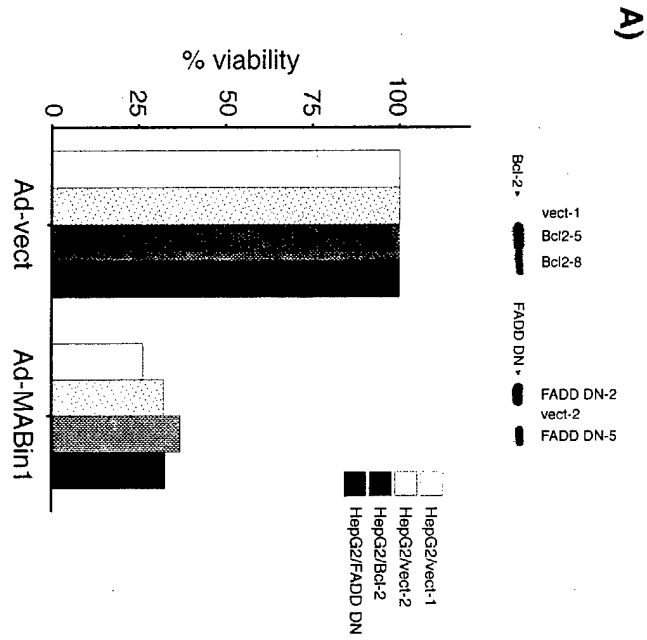 A)
vect-1
Bcl2-5
Bcl2-8
Bcl-2
FADD DN-2
vect-2
FADD DN-5
FADD DN
HepG2/vect-1
HepG2/vect-2
HepG2/Bcl-2
HepG2/FADD DN
% viability
100
75
50
25
0
Ad-vect
Ad-MABin1